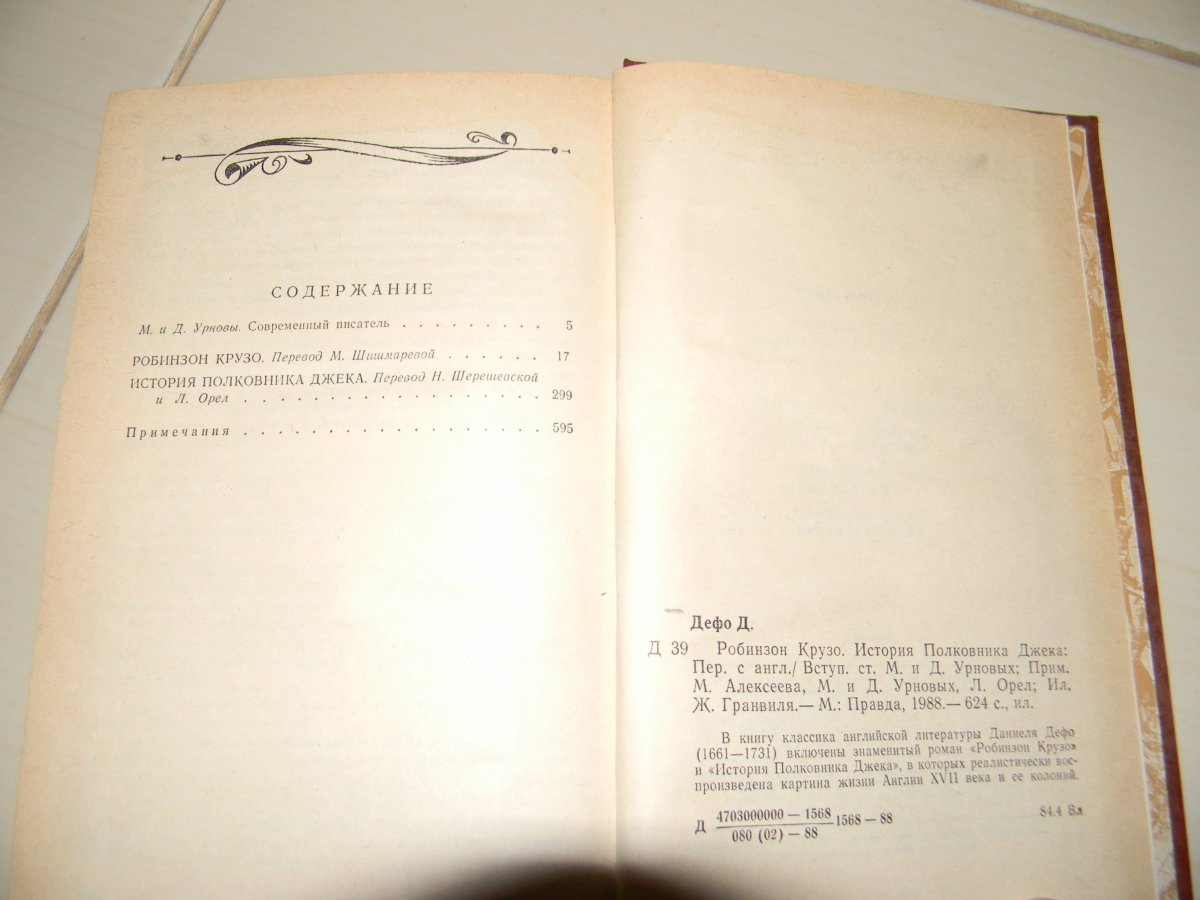 СОДЕРЖАНИЕ
М. и Д. Урновы. Современный писатель . . . . . . . . . 5
РОБИНЗОН КРУЗО. Перевод М. Шишмаревой . . . . . . 17
ИСТОРИЯ ПОЛКОВНИКА ДЖЕКА. Перевод Н. Шерешевской
и Л. Орел . . . . . . . . . . . . . . . . . 299
Примечания . . . . . . . . . . . . . . . . . 595
Дефо Д.
Д 39 Робинзон Крузо. История Полковника Джека:
Пер. с англ./ Вступ. ст. М. и Д. Урновых; Прим.
М. Алексеева, М. и Д. Урновых, Л. Орел; Ил.
Ж. Гранвиля.— М.: Правда, 1988.— 624 с., ил.
В книгу классика английской литературы Даниеля Дефо
(1661—1731) включены знаменитый роман «Робинзон Крузо»
и «История Полковника Джека», в которых реалистически вос-
произведена картина жизни Англии XVII века и ее колоний.
Д 4703000000 — 1568 1568 — 88 84.4 Вл
080 (02) — 88